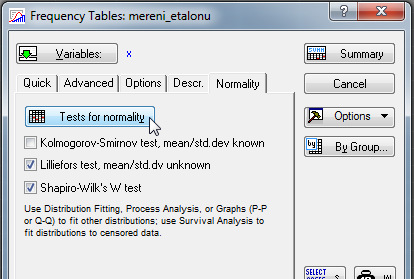 Frequency Tables: mereni_etalonu
?
Variables:
x
SUMM
Summary
Quick
Advanced
Options
Descr.
Normality
Cancel
Tests for normality
Options
Kolmogorov-Smirnov test, mean/std.dev known
by
By Group...
Lilliefors test, mean/std.dv unknown
Shapiro-Wilk's W test
Use Distribution Fitting, Process Analysis, or Graphs (P-P
or Q-Q) to fit other distributions; use Survival Analysis to
fit distributions to censored data.
SELECT
W